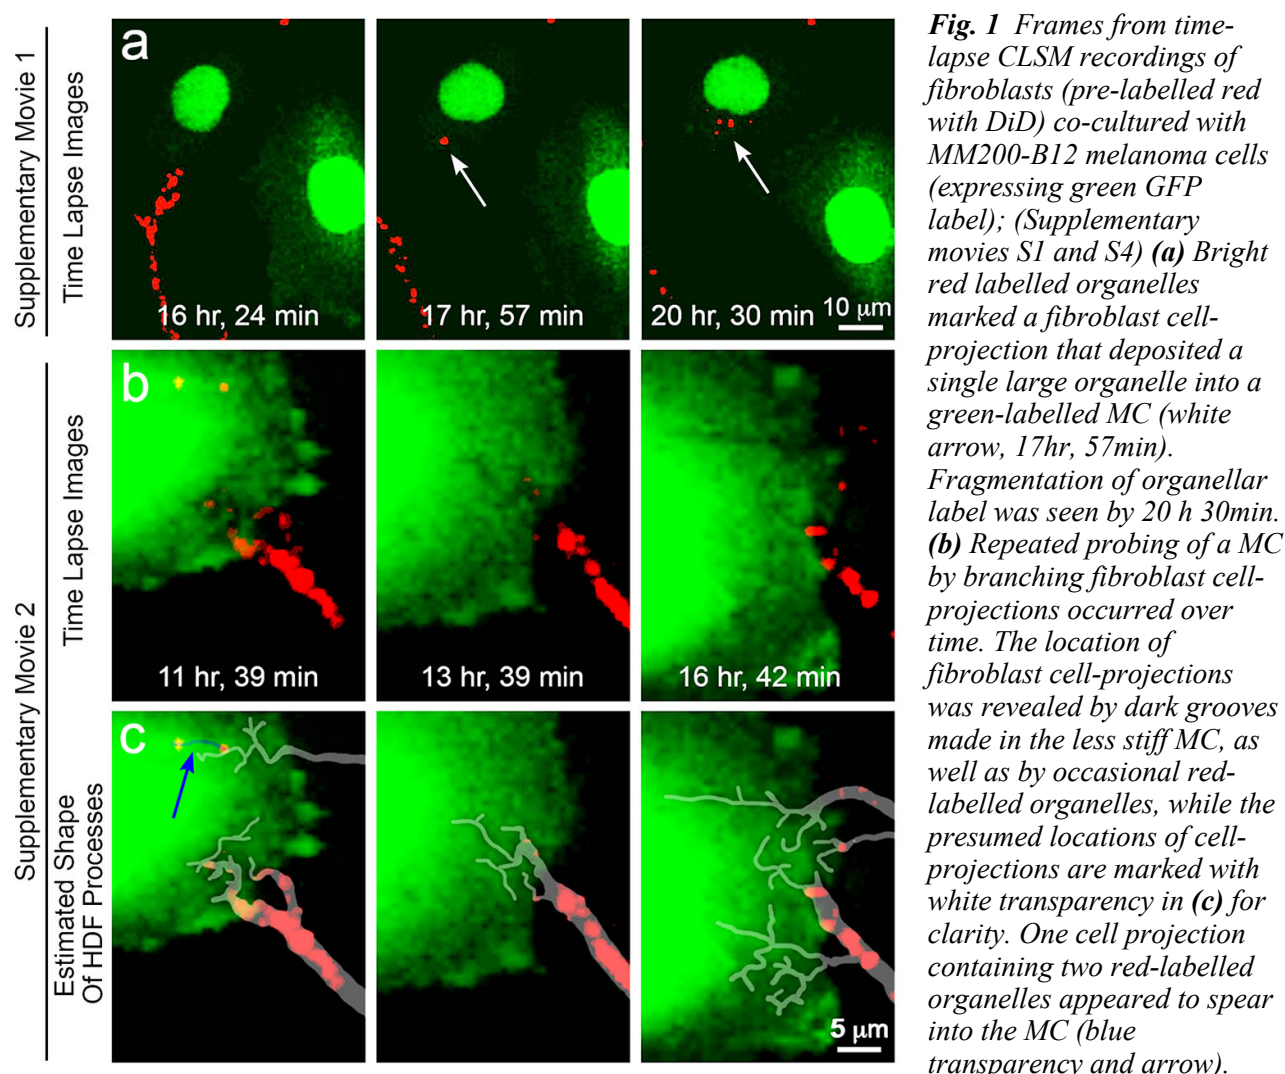 Supplementary Movie 1
Time Lapse Images
a
16 hr, 24 min
17 hr, 57 min
20 hr, 30 min
10 µm
Supplementary Movie 2
Time Lapse Images
b
11 hr, 39 min
13 hr, 39 min
16 hr, 42 min
Estimated Shape
Of HDF Processes
c
5 µm
Fig. 1 Frames from time-
lapse CLSM recordings of
fibroblasts (pre-labelled red
with DiD) co-cultured with
MM200-B12 melanoma cells
(expressing green GFP
label); (Supplementary
movies S1 and S4) (a) Bright
red labelled organelles
marked a fibroblast cell-
projection that deposited a
single large organelle into a
green-labelled MC (white
arrow, 17hr, 57min).
Fragmentation of organellar
label was seen by 20 h 30min.
(b) Repeated probing of a MC
by branching fibroblast cell-
projections occurred over
time. The location of
fibroblast cell-projections
was revealed by dark grooves
made in the less stiff MC, as
well as by occasional red-
labelled organelles, while the
presumed locations of cell-
projections are marked with
white transparency in (c) for
clarity. One cell projection
containing two red-labelled
organelles appeared to spear
into the MC (blue
transparency and arrow).